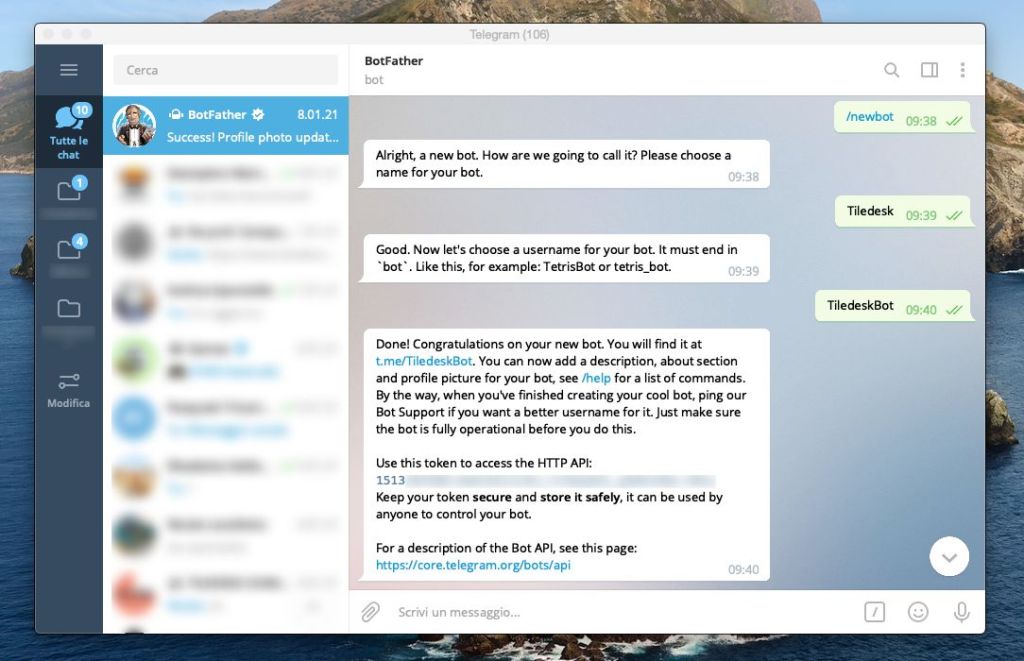 Telegram (106)
Cerca
BotFather
bot
10
Tutte le
chat
1
4
Modifica
BotFather 8.01.21
Success! Profile photo updat...
/newbot 09:38
Alright, a new bot. How are we going to call it? Please choose a
name for your bot.
09:38
Tiledesk 09:39
Good. Now let's choose a username for your bot. It must end in
`bot`. Like this, for example: TetrisBot or tetris_bot.
09:39
TiledeskBot 09:40
Done! Congratulations on your new bot. You will find it at
t.me/TiledeskBot. You can now add a description, about section
and profile picture for your bot, see /help for a list of commands.
By the way, when you've finished creating your cool bot, ping our
Bot Support if you want a better username for it. Just make sure
the bot is fully operational before you do this.
Use this token to access the HTTP API:
1513
Keep your token secure and store it safely, it can be used by
anyone to control your bot.
For a description of the Bot API, see this page:
https://core.telegram.org/bots/api
09:40
Scrivi un messaggio...